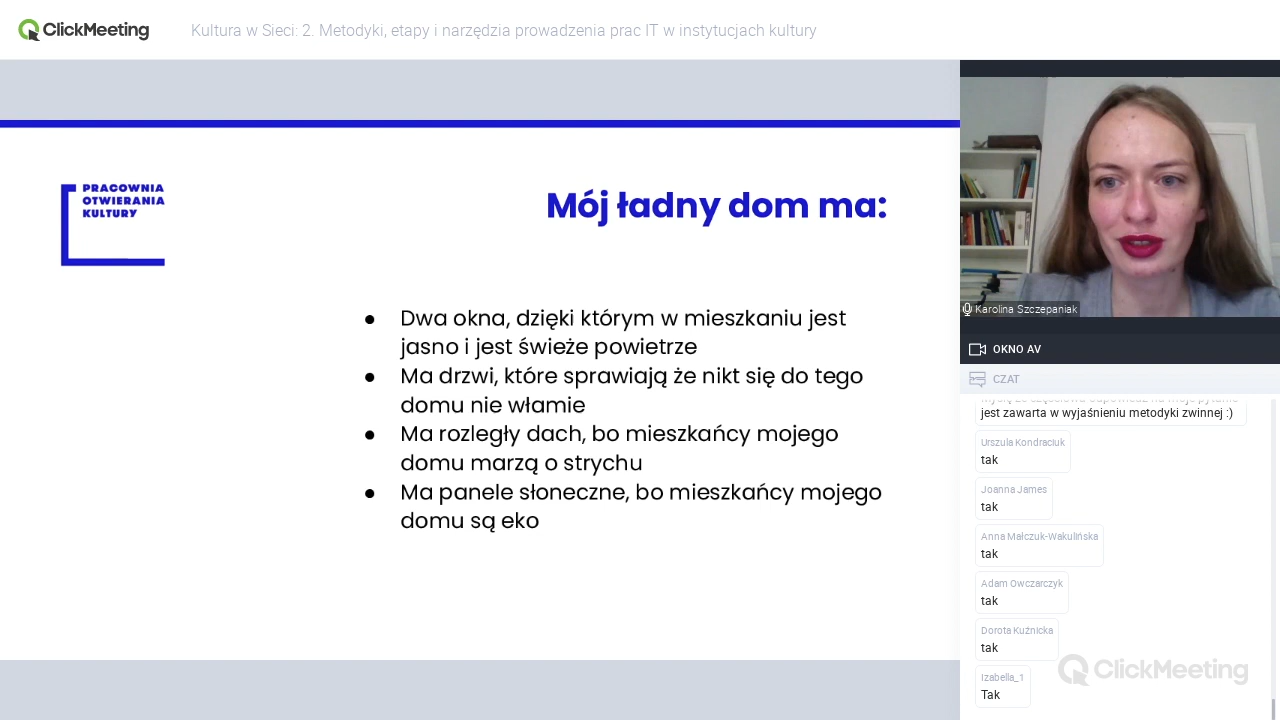 ClickMeeting
Kultura w Sieci: 2. Metodyki, etapy i narzędzia prowadzenia prac IT w instytucjach kultury
PRACOWNIA
OTWIERANIA
KULTURY
Mój ładny dom ma:
● Dwa okna, dzięki którym w mieszkaniu jest
jasno i jest świeże powietrze
● Ma drzwi, które sprawiają że nikt się do tego
domu nie włamie
● Ma rozległy dach, bo mieszkańcy mojego
domu marzą o strychu
● Ma panele słoneczne, bo mieszkańcy mojego
domu są eko
Karolina Szczepaniak
OKNO AV
CZAT
jest zawarta w wyjaśnieniu metodyki zwinnej :)
Urszula Kondraciuk
tak
Joanna James
tak
Anna Małczuk-Wakulińska
tak
Adam Owczarczyk
tak
Dorota Kuźnicka
tak
Izabella_1
Tak
ClickMeeting